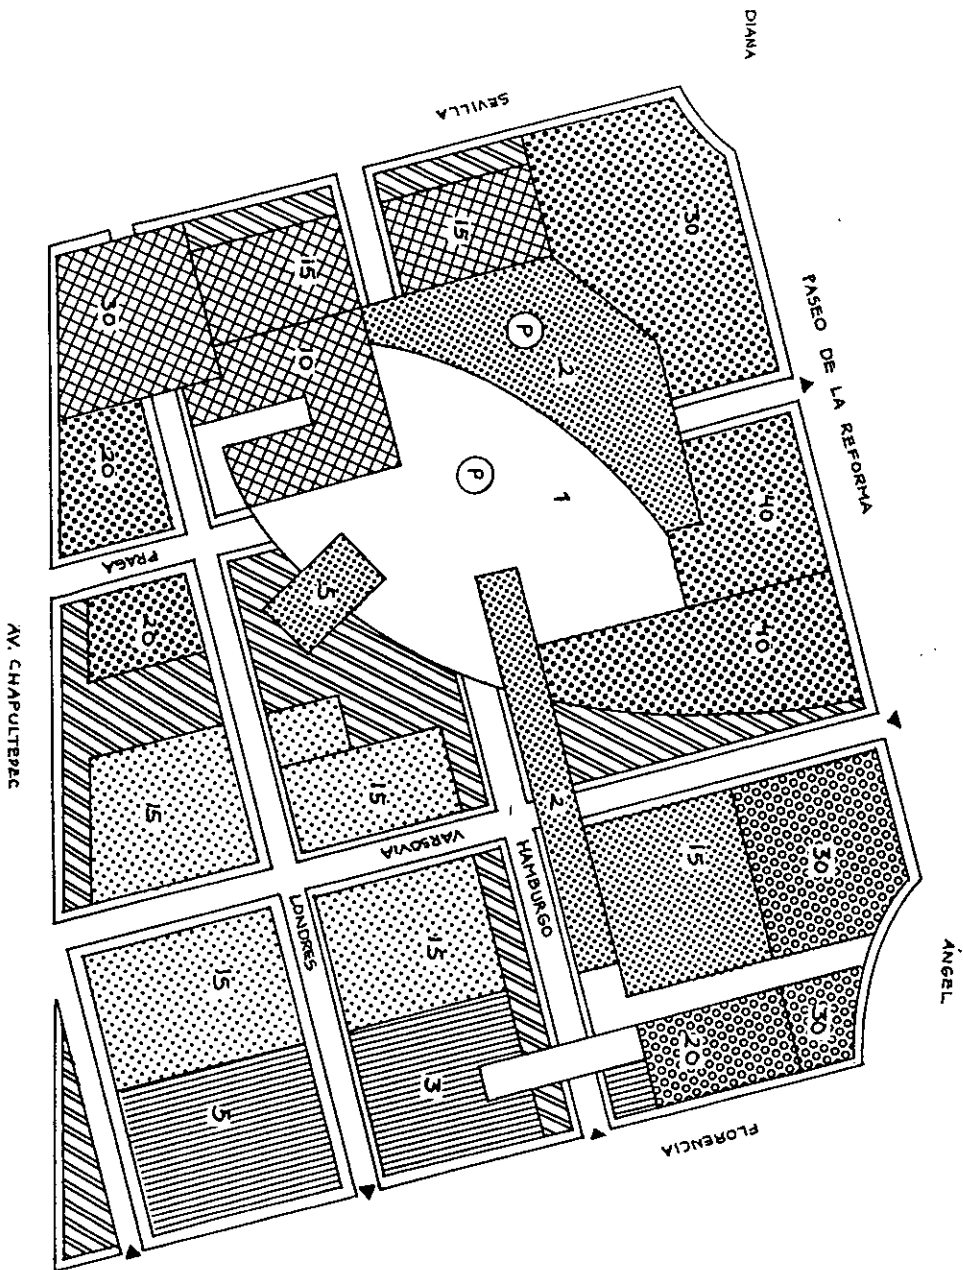 DIANA
SEVILLA
PASEO DE LA REFORMA
30
15
15
30
10
P
2
P
1
40
40
20
PRAGA
20
5
15
15
AV. CHAPULTEPEC
VARSOVIA
HAMBURGO
2
15
30
ÁNGEL
LONDRES
15
15
3
20
30
5
FLORENCIA